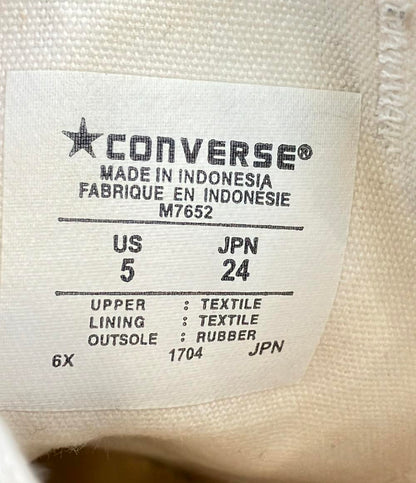 ★CONVERSE®
MADE IN INDONESIA
FABRIQUE EN INDONÉSIE
M7652
US JPN
5 24
UPPER : TEXTILE
LINING : TEXTILE
OUTSOLE : RUBBER
6X 1704 JPN